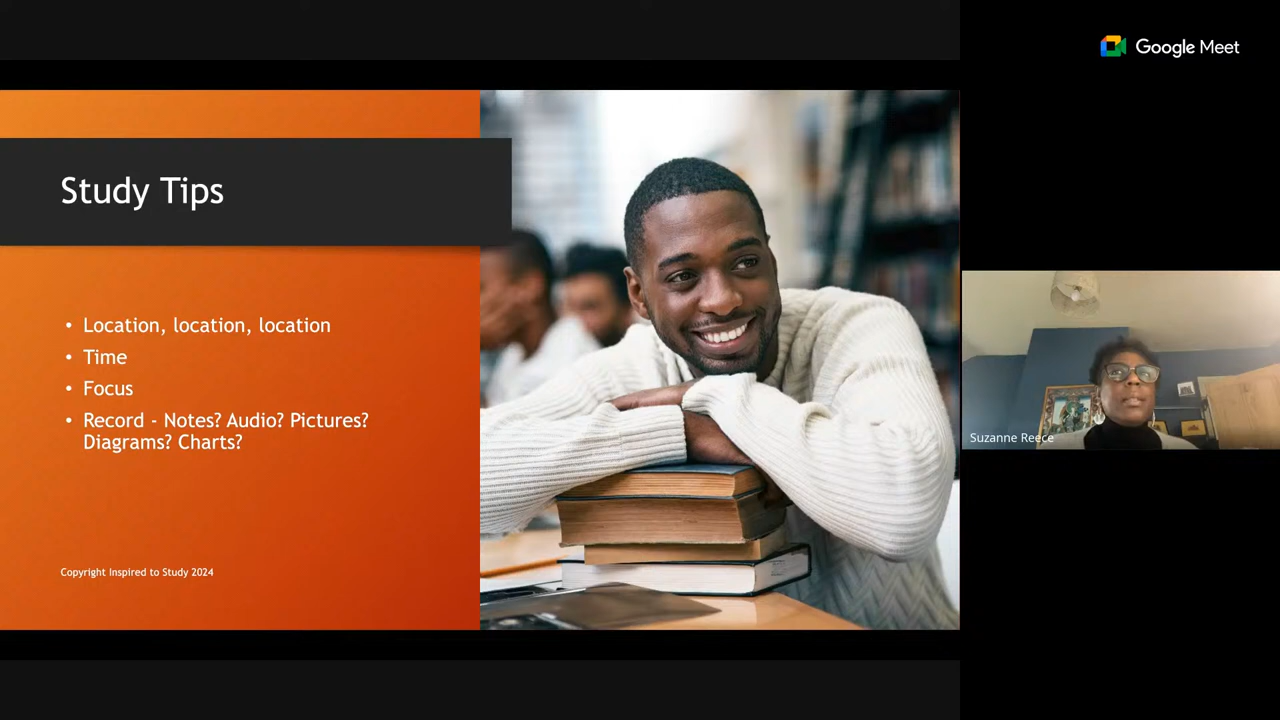 Google Meet
Study Tips
• Location, location, location
• Time
• Focus
• Record - Notes? Audio? Pictures?
Diagrams? Charts?
Copyright Inspired to Study 2024
Suzanne Reece